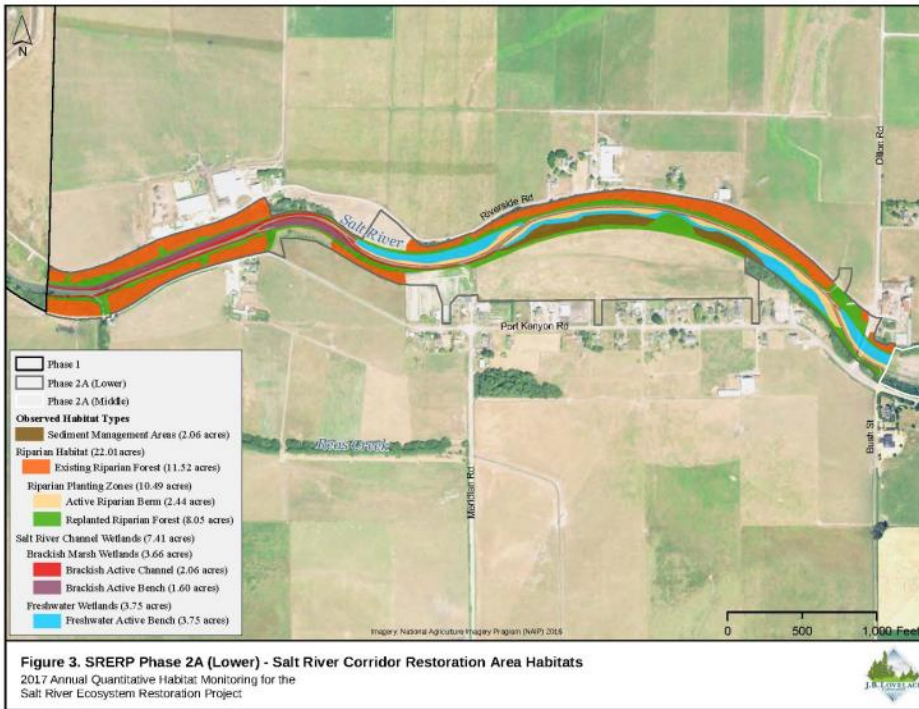 N
Salt River
Riverside Rd
Dillon Rd
Port Kenyon Rd
Reas Creek
Meridian Rd
Bush St
Phase 1
Phase 2A (Lower)
Phase 2A (Middle)
Observed Habitat Types
Sediment Management Areas (2.06 acres)
Riparian Habitat (22.01acres)
Existing Riparian Forest (11.52 acres)
Riparian Planting Zones (10.49 acres)
Active Riparian Berm (2.44 acres)
Replanted Riparian Forest (8.05 acres)
Salt River Channel Wetlands (7.41 acres)
Brackish Marsh Wetlands (3.66 acres)
Brackish Active Channel (2.06 acres)
Brackish Active Bench (1.60 acres)
Freshwater Wetlands (3.75 acres)
Freshwater Active Bench (3.75 acres)
Imagery: National Agriculture Imagery Program (NAIP) 2016
0 500 1,000 Feet
Figure 3. SRERP Phase 2A (Lower) - Salt River Corridor Restoration Area Habitats
2017 Annual Quantitative Habitat Monitoring for the
Salt River Ecosystem Restoration Project
J.B. Lovelace